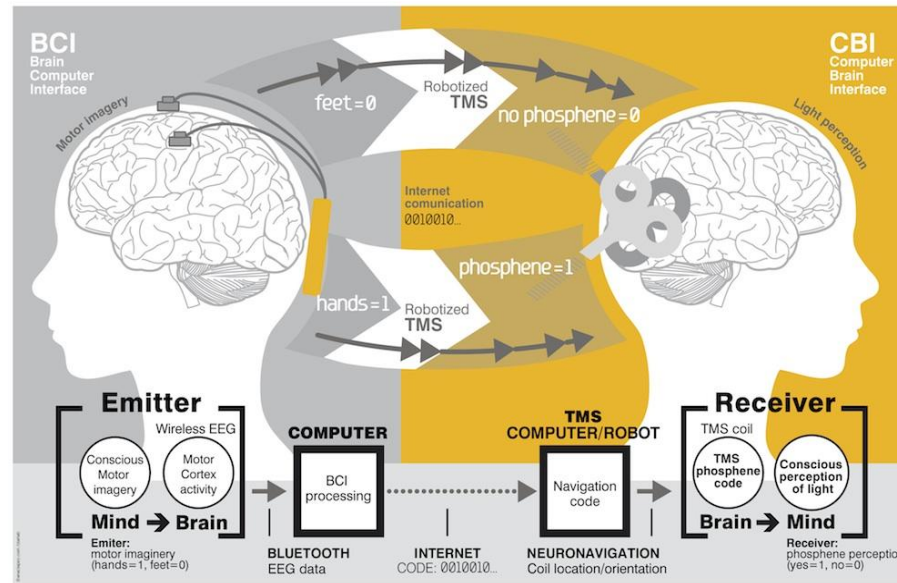 BCI
Brain
Computer
Interface
Motor imagery
feet=0
Robotized
TMS
no phosphene=0
CBI
Computer
Brain
Interface
Light perception
Internet
comunication
0010010...
hands=1
Robotized
TMS
phosphene=1
Emitter
Wireless EEG
Conscious
Motor
imagery
Motor
Cortex
activity
Mind
Brain
Emiter:
motor imaginery
(hands=1, feet=0)
COMPUTER
BCI
processing
BLUETOOTH
EEG data
INTERNET
CODE: 0010010...
TMS
COMPUTER/ROBOT
Navigation
code
NEURONAVIGATION
Coil location/orientation
Receiver
TMS coil
TMS
phosphene
code
Conscious
perception
of light
Brain
Mind
Receiver:
phosphene perceptio
(yes=1, no=0)